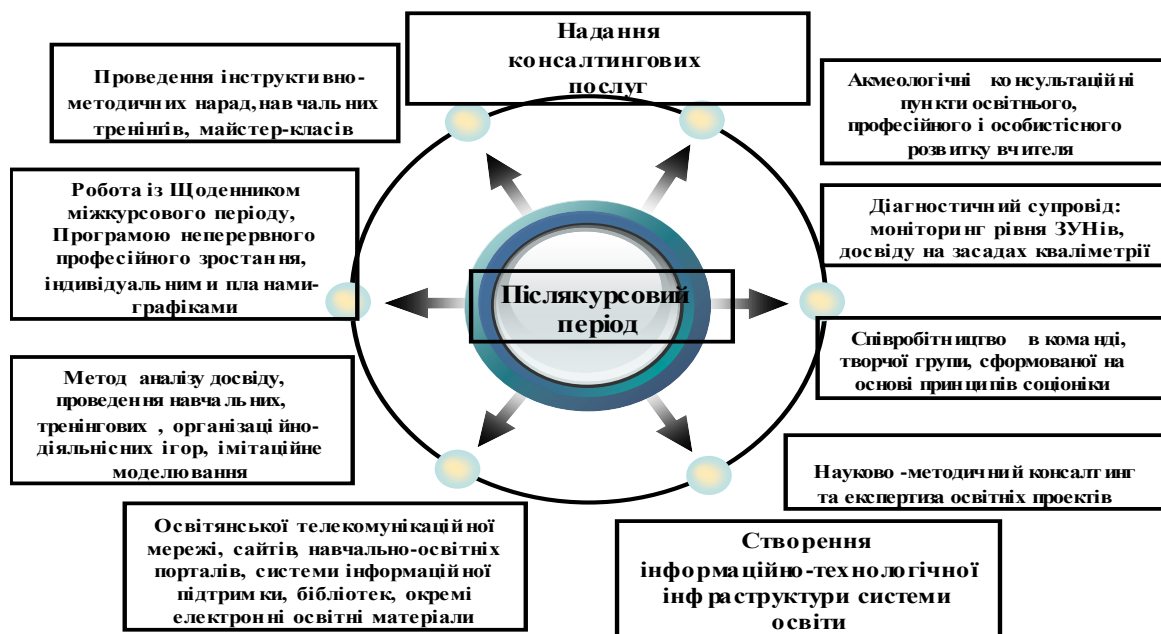 Надання
консалтингових
послуг
Проведення інструктивно-
методичних нарад, навчальних
тренінгів, майстер-класів
Акмеологічні консультаційні
пункти освітнього,
професійного і особистісного
розвитку вчителя
Робота із Щоденником
міжкурсового періоду,
Програмою неперервного
професійного зростання,
індивідуальними планами-
графіками
Діагностичний супровід:
моніторинг рівня ЗУНів,
досвіду на засадах кваліметрії
Післякурсовий
період
Співробітництво в команді,
творчої групи, сформованої на
основі принципів соціоніки
Метод аналізу досвіду,
проведення навчальних,
тренінгових , організаційно-
діяльнісних ігор, імітаційне
моделювання
Науково -методичний консалтинг
та експертиза освітніх проектів
Освітянської телекомунікаційної
мережі, сайтів, навчально-освітніх
порталів, системи інформаційної
підтримки, бібліотек, окремі
електронні освітні матеріали
Створення
інформаційно-технологічної
інфраструктури системи
освіти